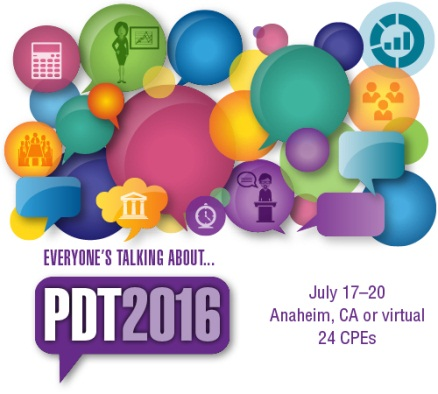 EVERYONE'S TALKING ABOUT...
PDT2016
July 17–20
Anaheim, CA or virtual
24 CPEs